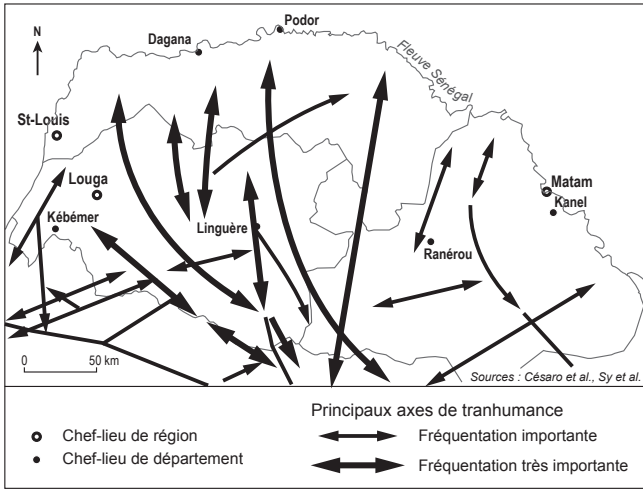 Podor
Dagana
N
Fleuve Sénégal
St-Louis
Louga
Matam
Kanel
Kébémer
Linguère
Ranérou
0 50 km
Sources : Césaro et al., Sy et al.
Principaux axes de tranhumance
Chef-lieu de région
Fréquentation importante
Chef-lieu de département
Fréquentation très importante